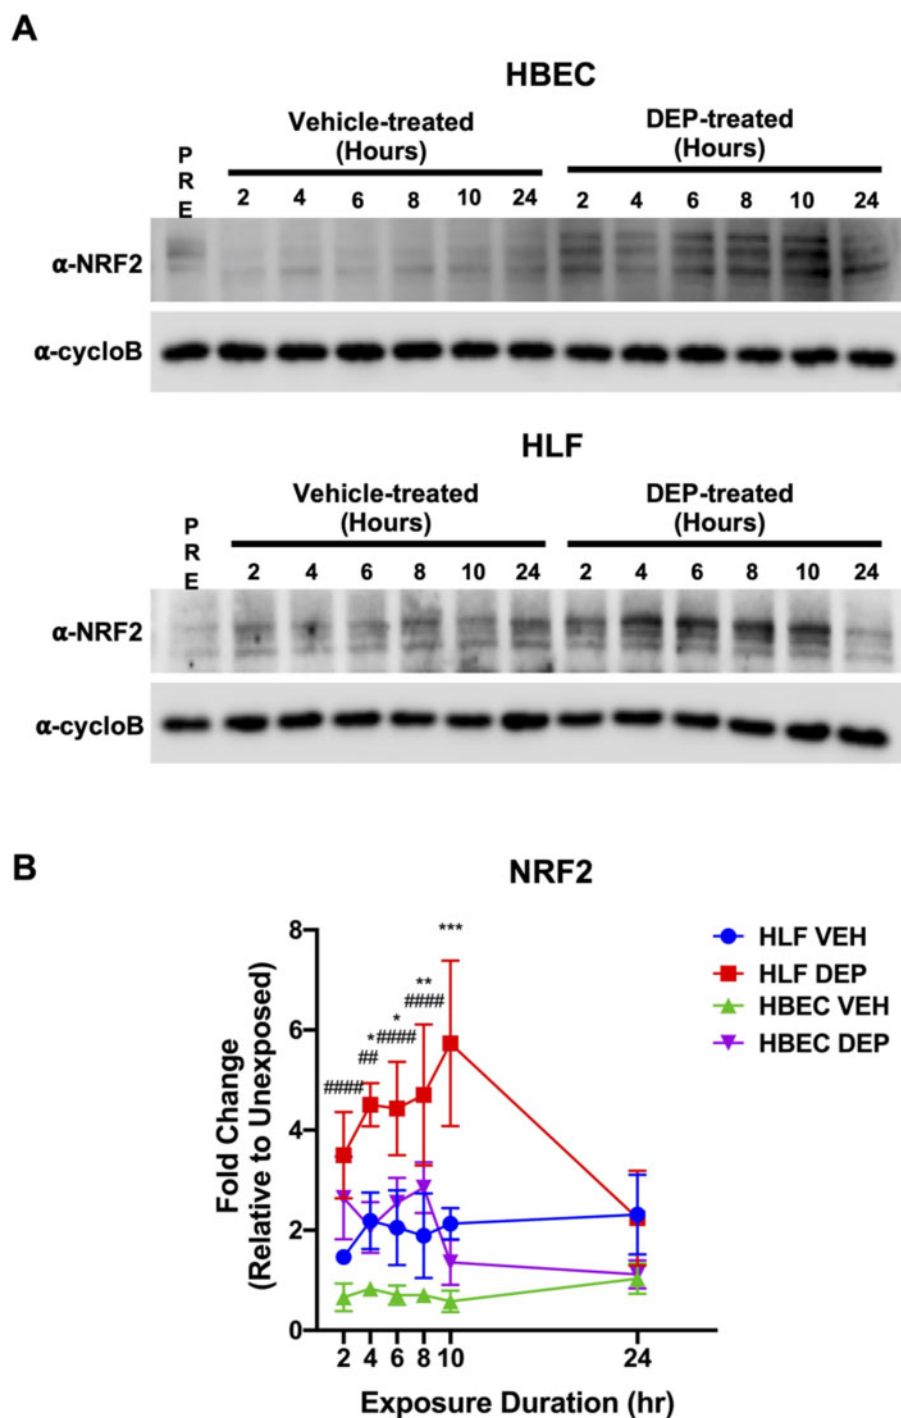 A
HBEC
Vehicle-treated
(Hours)
DEP-treated
(Hours)
P
R
E
2 4 6 8 10 24 2 4 6 8 10 24
α-NRF2
α-cycloB
HLF
Vehicle-treated
(Hours)
DEP-treated
(Hours)
P
R
E
2 4 6 8 10 24 2 4 6 8 10 24
α-NRF2
α-cycloB
B
NRF2
Fold Change
(Relative to Unexposed)
8
6
4
2
0
####
*
##
*
####
**
####
***
HLF VEH
HLF DEP
HBEC VEH
HBEC DEP
2 4 6 8 10 24
Exposure Duration (hr)